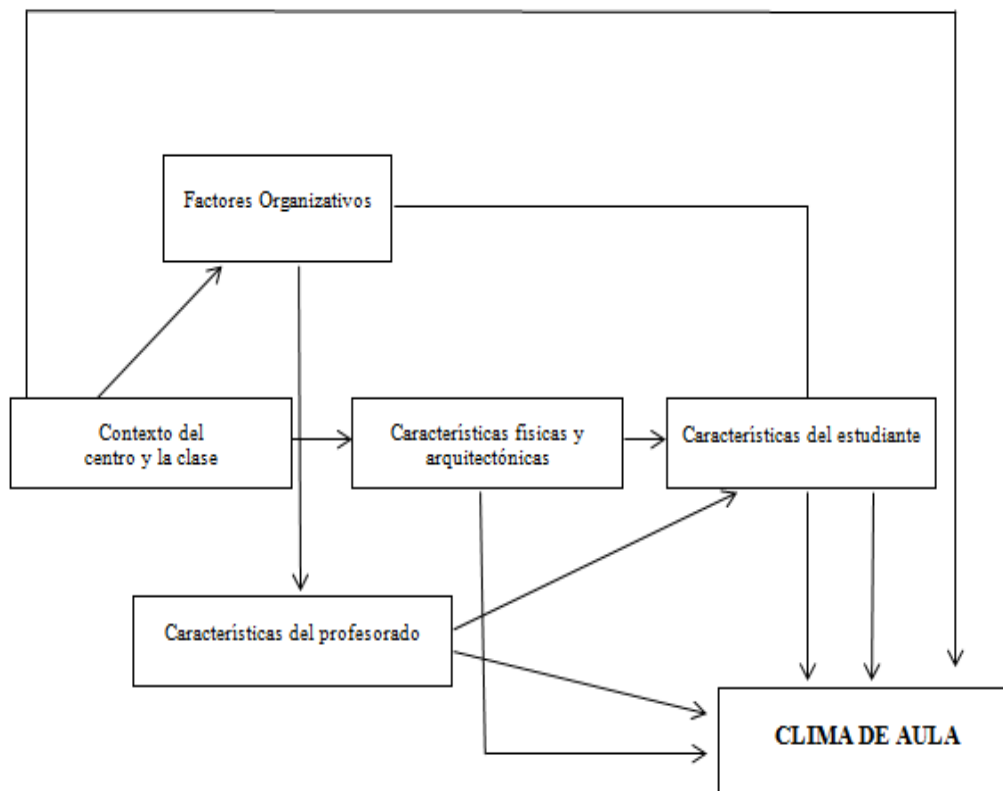 Factores Organizativos
Contexto del
centro y la clase
Características físicas y
arquitectónicas
Características del estudiante
Características del profesorado
CLIMA DE AULA